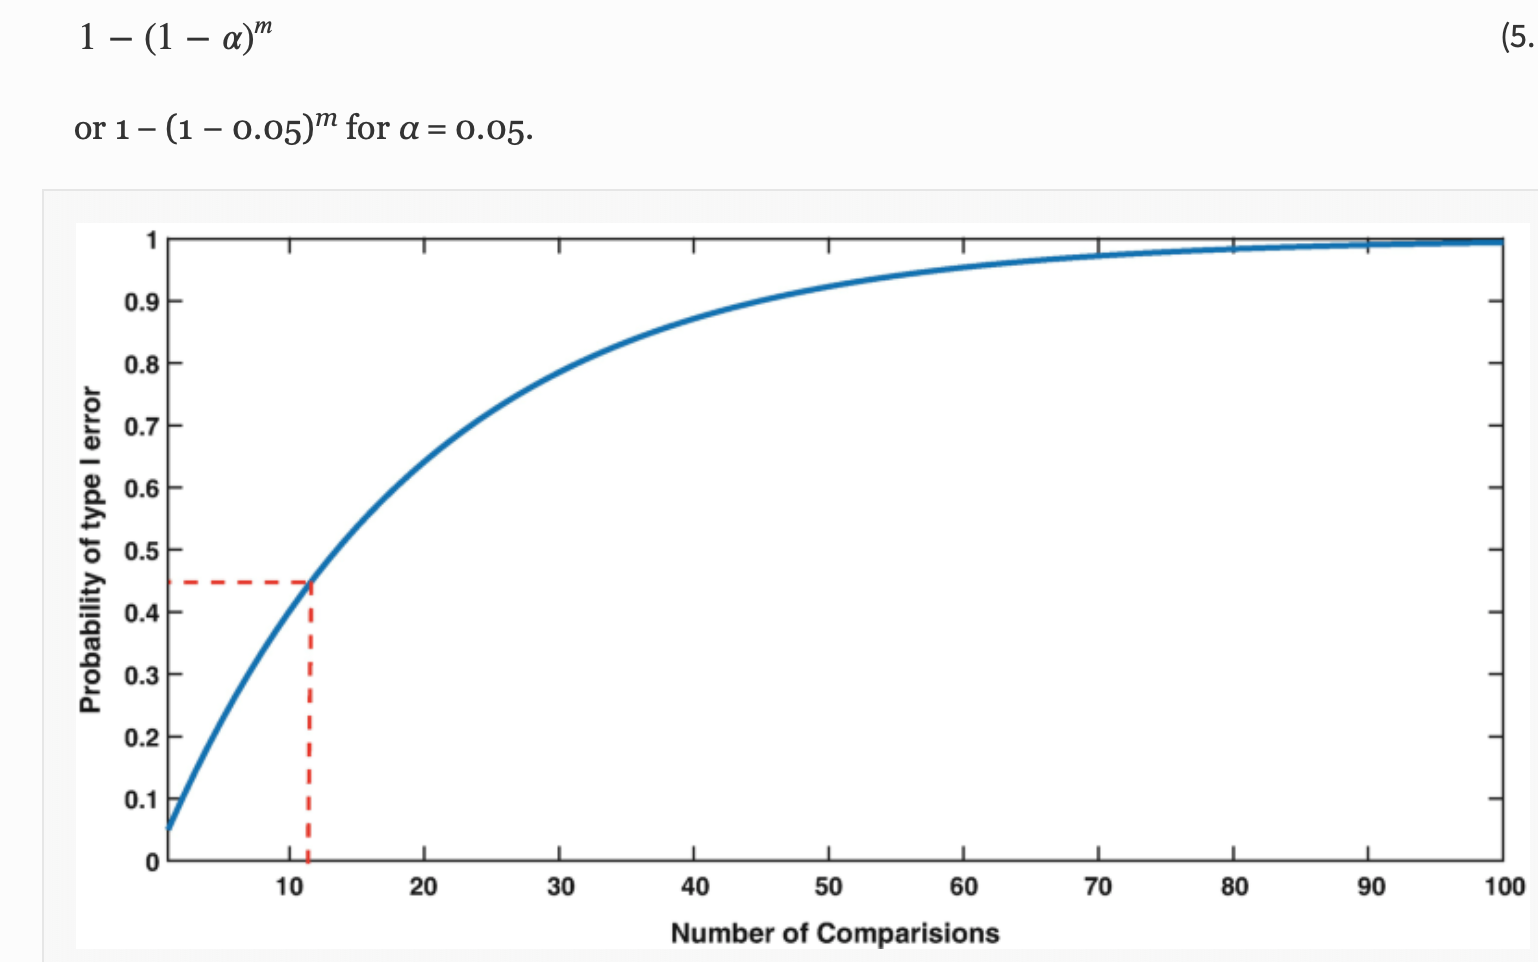 1 − (1 − α)^m
(5.
or 1 – (1 − 0.05)^m for α = 0.05.
1
0.9
0.8
0.7
0.6
0.5
0.4
0.3
0.2
0.1
0
Probability of type I error
10 20 30 40 50 60 70 80 90 100
Number of Comparisions